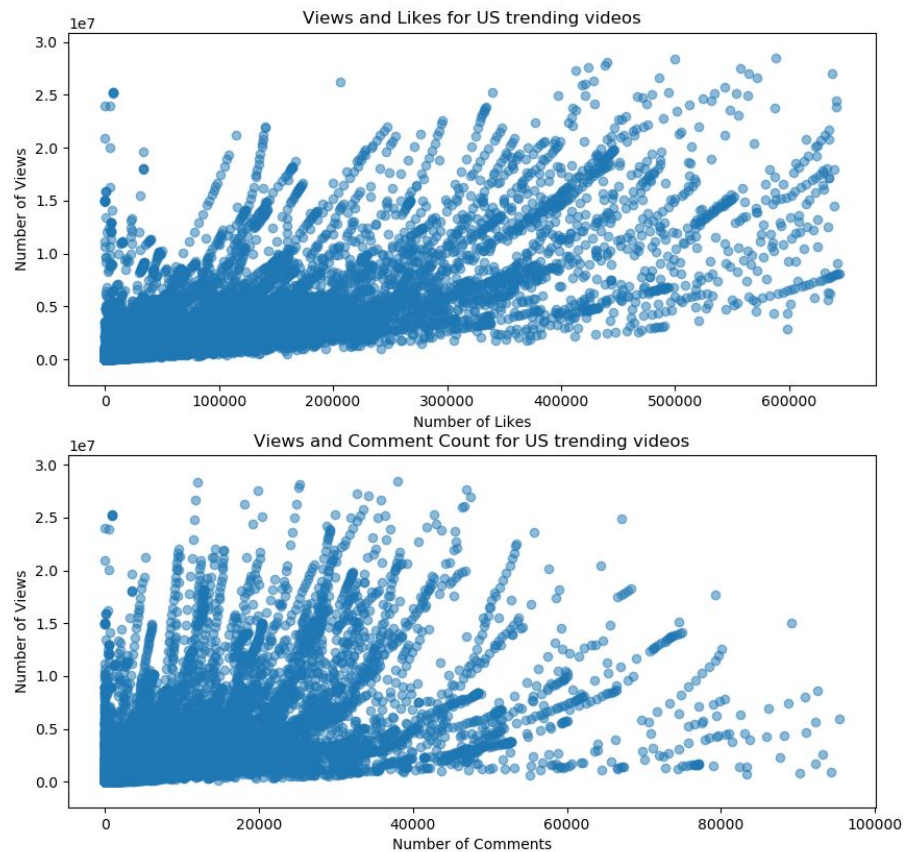 Views and Likes for US trending videos
1e7
3.0
2.5
2.0
1.5
1.0
0.5
0.0
Number of Views
0 100000 200000 300000 400000 500000 600000
Number of Likes
Views and Comment Count for US trending videos
1e7
3.0
2.5
2.0
1.5
1.0
0.5
0.0
Number of Views
0 20000 40000 60000 80000 100000
Number of Comments